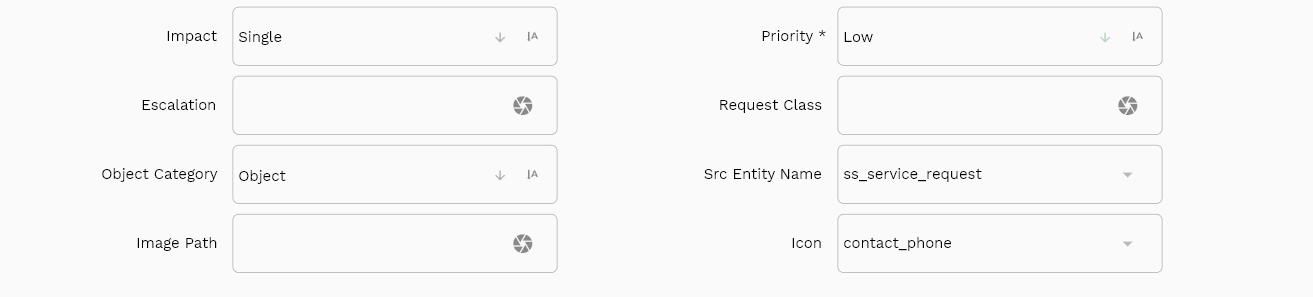 Impact Single Priority * Low
Escalation Request Class
Object Category Object Src Entity Name ss_service_request
Image Path Icon contact_phone